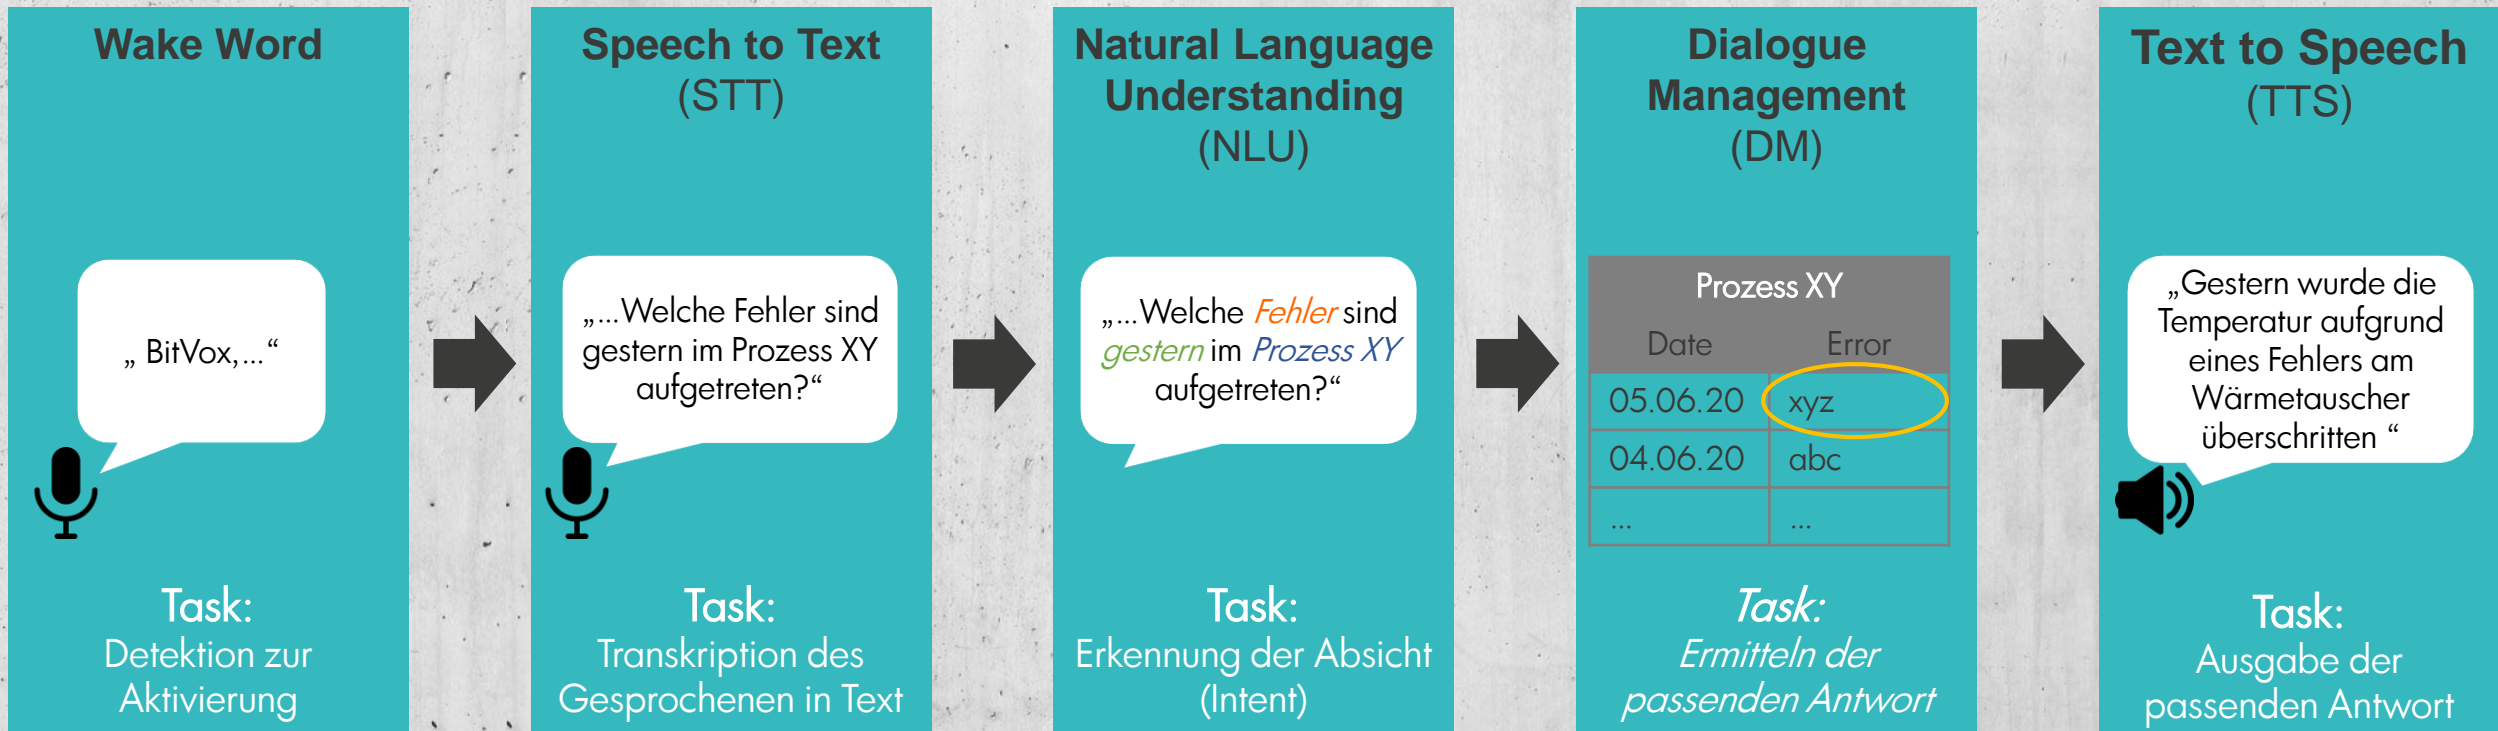 Wake Word
„ BitVox,...“
Task:
Detektion zur
Aktivierung
Speech to Text
(STT)
„...Welche Fehler sind
gestern im Prozess XY
aufgetreten?“
Task:
Transkription des
Gesprochenen in Text
Natural Language
Understanding
(NLU)
„...Welche Fehler sind
gestern im Prozess XY
aufgetreten?“
Task:
Erkennung der Absicht
(Intent)
Dialogue
Management
(DM)
Prozess XY
Date Error
05.06.20 xyz
04.06.20 abc
... ...
Task:
Ermitteln der
passenden Antwort
Text to Speech
(TTS)
„Gestern wurde die
Temperatur aufgrund
eines Fehlers am
Wärmetauscher
überschritten “
Task:
Ausgabe der
passenden Antwort